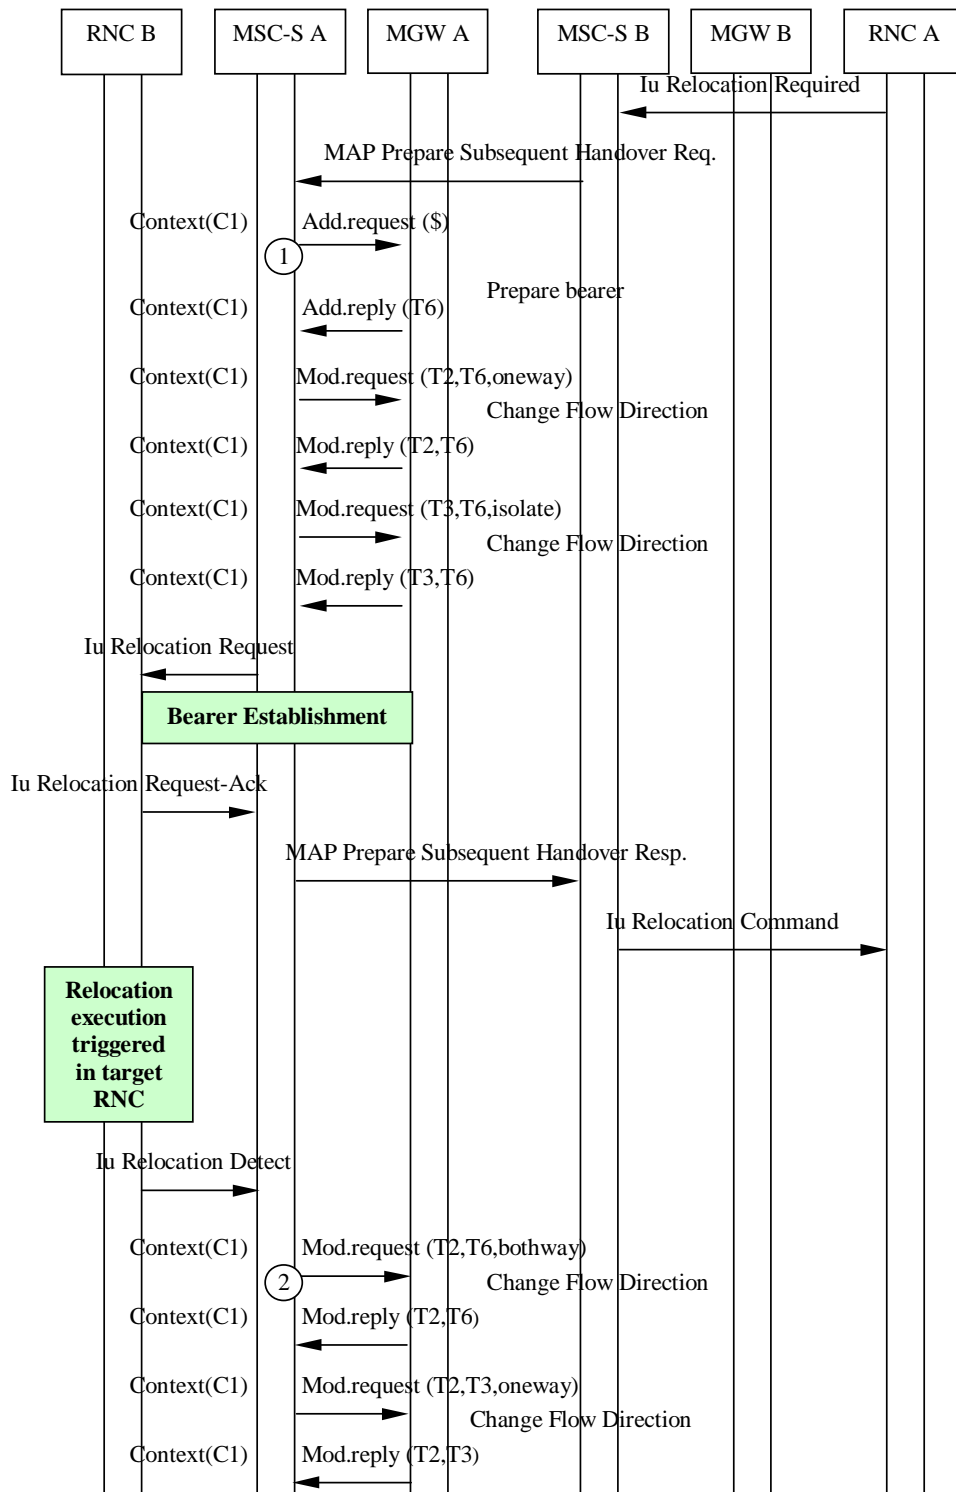 RNC B MSC-S A MGW A MSC-S B MGW B RNC A
Iu Relocation Required
MAP Prepare Subsequent Handover Req.
Context(C1) Add.request ($)
1
Prepare bearer
Context(C1) Add.reply (T6)
Context(C1) Mod.request (T2,T6,oneway)
Change Flow Direction
Context(C1) Mod.reply (T2,T6)
Context(C1) Mod.request (T3,T6,isolate)
Change Flow Direction
Context(C1) Mod.reply (T3,T6)
Iu Relocation Request
Bearer Establishment
Iu Relocation Request-Ack
MAP Prepare Subsequent Handover Resp.
Iu Relocation Command
Relocation
execution
triggered
in target
RNC
Iu Relocation Detect
Context(C1) Mod.request (T2,T6,bothway)
2 Change Flow Direction
Context(C1) Mod.reply (T2,T6)
Context(C1) Mod.request (T2,T3,oneway)
Change Flow Direction
Context(C1) Mod.reply (T2,T3)